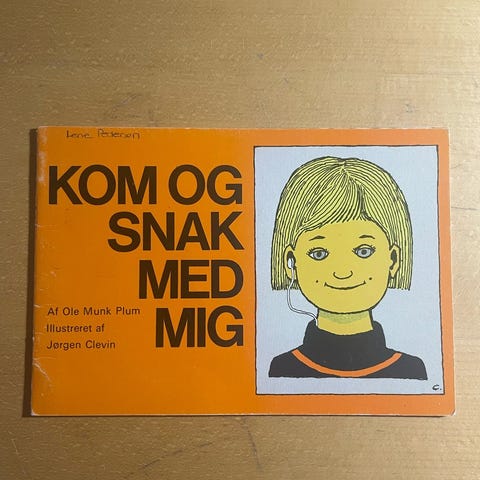 Lene Pedersen
KOM OG
SNAK
MED
MIG
Af Ole Munk Plum
Illustreret af
Jørgen Clevin
C.